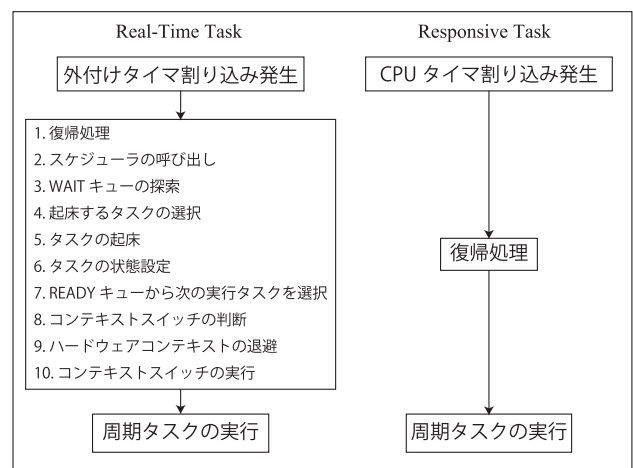 Real-Time Task
外付けタイマ割り込み発生
1. 復帰処理
2. スケジューラの呼び出し
3. WAIT キューの探索
4. 起床するタスクの選択
5. タスクの起床
6. タスクの状態設定
7. READY キューから次の実行タスクを選択
8. コンテキストスイッチの判断
9. ハードウェアコンテキストの退避
10. コンテキストスイッチの実行
周期タスクの実行
Responsive Task
CPU タイマ割り込み発生
復帰処理
周期タスクの実行